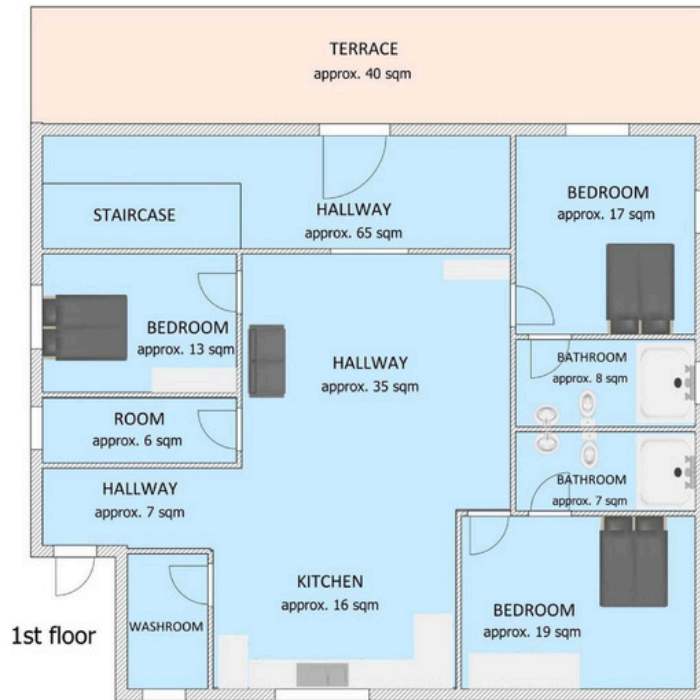 TERRACE
approx. 40 sqm
STAIRCASE
HALLWAY
approx. 65 sqm
BEDROOM
approx. 17 sqm
BEDROOM
approx. 13 sqm
HALLWAY
approx. 35 sqm
BATHROOM
approx. 8 sqm
ROOM
approx. 6 sqm
HALLWAY
approx. 7 sqm
BATHROOM
approx. 7 sqm
KITCHEN
approx. 16 sqm
BEDROOM
approx. 19 sqm
WASHROOM
1st floor